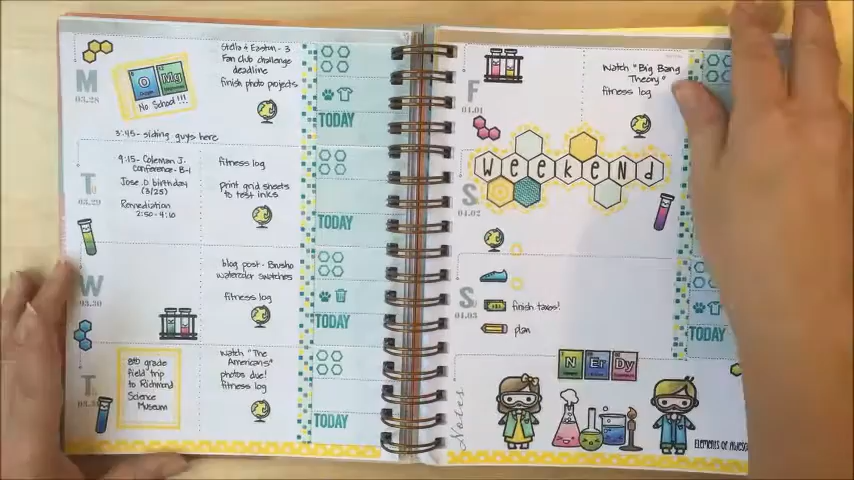 M
03.28
O
My
No School!!!
3:45- siding guys here
Stella & Easton - 3
Fan club challenge
deadline
finish photo projects
TODAY
T
03.29
9:15- Coleman J.
Conference- B-1
Jose D birthday
(3/25)
Remediation
2:50-4:10
fitness log
print grid sheets
to test inks
TODAY
W
03.30
blog post- Brusho
watercolor swatches
fitness log
TODAY
T
8th grade
field trip
to Richmond
Science
Museum
watch "The
Americans"
photos due!
fitness log
TODAY
F
04.01
Watch "Big Bang
Theory"
fitness log
Weekend
S
04.02
S
04.03
finish taxes!
plan
TODAY
Notes
N Er Dy